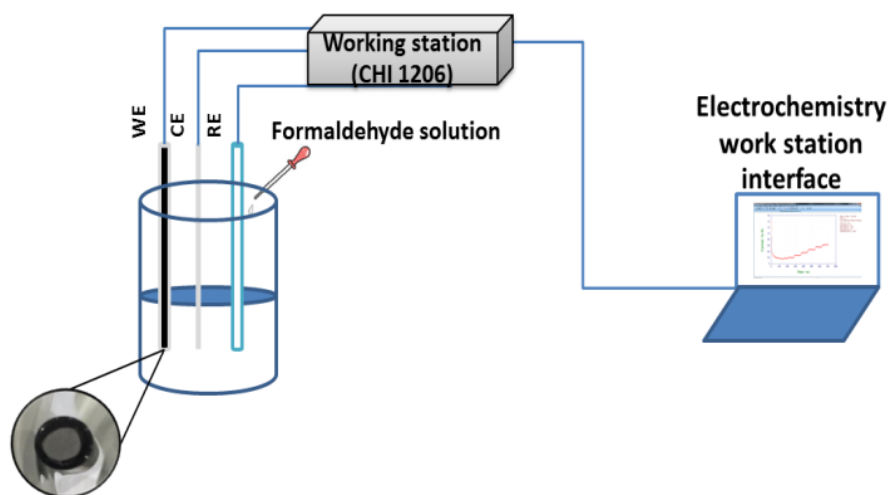 Working station
(CHI 1206)
WE
CE
RE
Formaldehyde solution
Electrochemistry
work station
interface